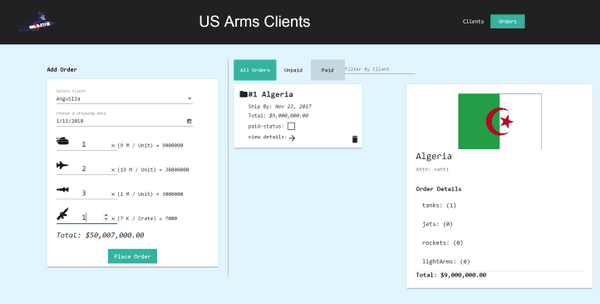 US Arms Clients
Clients
Orders
Add Order
Select Client
Anguilla
Choose a shipping date
1/11/2018
1 × (9 M / Unit) = 9000000
2 × (19 M / Unit) = 38000000
3 × (1 M / Unit) = 3000000
1 × (7 K / Crate) = 7000
Total: $50,007,000.00
Place Order
All Orders
Unpaid
Paid
Filter by Client
#1 Algeria
Ship By: Nov 23, 2017
Total: $9,000,000.00
paid-status:
view details:
Algeria
Attn: natti
Order Details
tanks: (1)
jets: (0)
rockets: (0)
lightArms: (0)
Total: $9,000,000.00